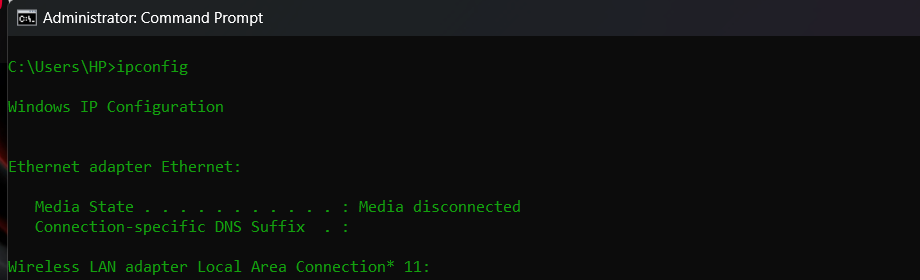 Administrator: Command Prompt
C:\Users\HP>ipconfig
Windows IP Configuration
Ethernet adapter Ethernet:
   Media State . . . . . . . . . . . : Media disconnected
   Connection-specific DNS Suffix  . :
Wireless LAN adapter Local Area Connection* 11: